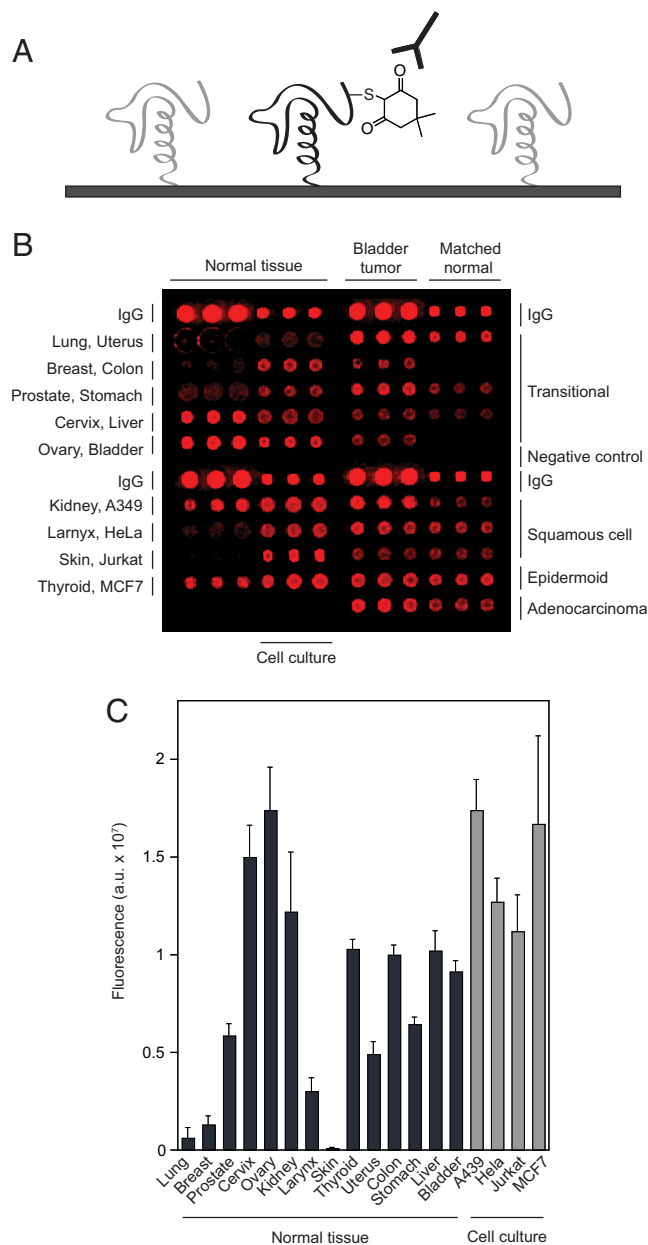 A
O
S
O
B
Normal tissue
Bladder
tumor
Matched
normal
IgG
Lung, Uterus
Breast, Colon
Prostate, Stomach
Cervix, Liver
Ovary, Bladder
IgG
Kidney, A349
Larnyx, HeLa
Skin, Jurkat
Thyroid, MCF7
IgG
Transitional
Negative control
IgG
Squamous cell
Epidermoid
Adenocarcinoma
Cell culture
C
Fluorescence (a.u. x 10⁷)
2
1.5
1
0.5
0
Lung
Breast
Prostate
Cervix
Ovary
Kidney
Larynx
Skin
Thyroid
Uterus
Colon
Stomach
Liver
Bladder
A439
Hela
Jurkat
MCF7
Normal tissue
Cell culture